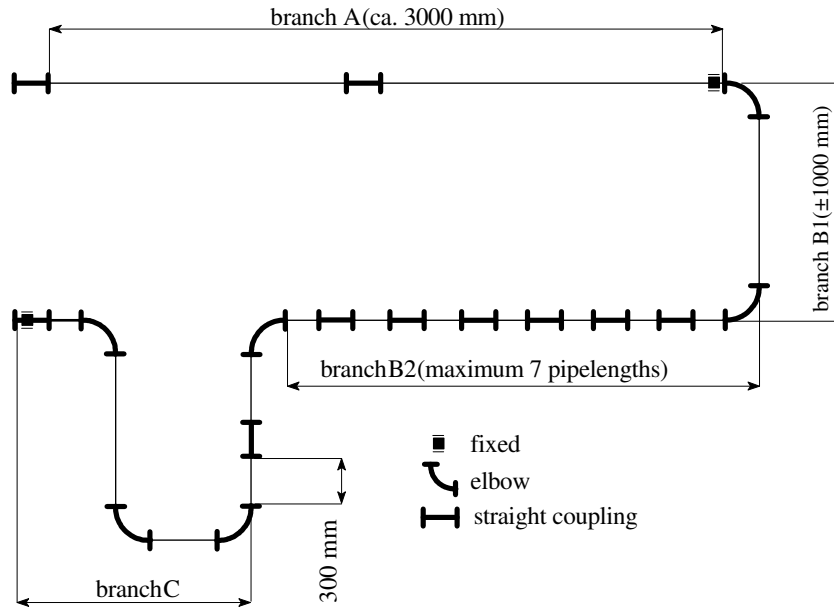 branch A(ca. 3000 mm)
branch B1(±1000 mm)
branchB2(maximum 7 pipelengths)
fixed
elbow
straight coupling
300 mm
branchC